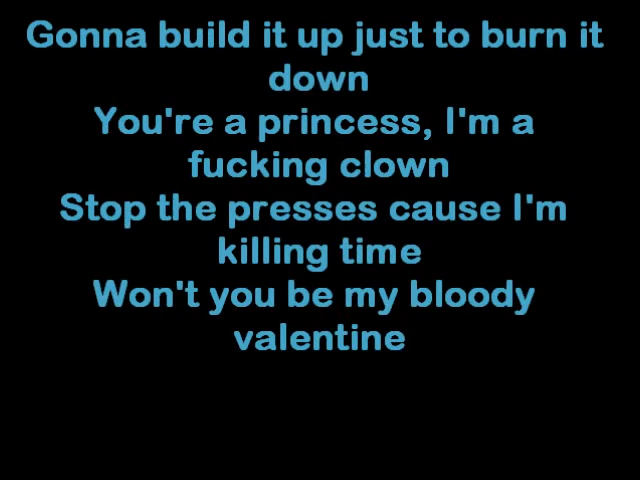 Gonna build it up just to burn it
down
You're a princess, I'm a
fucking clown
Stop the presses cause I'm
killing time
Won't you be my bloody
valentine